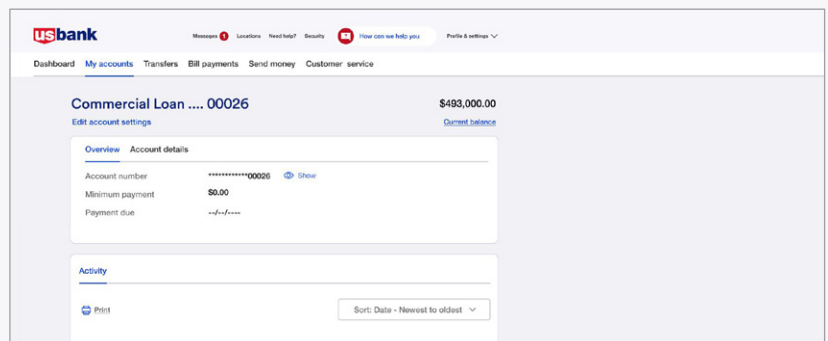 usbank
Messages 1 Locations Need help? Security How can we help you Profile & settings
Dashboard My accounts Transfers Bill payments Send money Customer service
Commercial Loan .... 00026 $493,000.00
Edit account settings Current balance
Overview Account details
Account number ************00026 Show
Minimum payment $0.00
Payment due --/--/----
Activity
Print Sort: Date - Newest to oldest